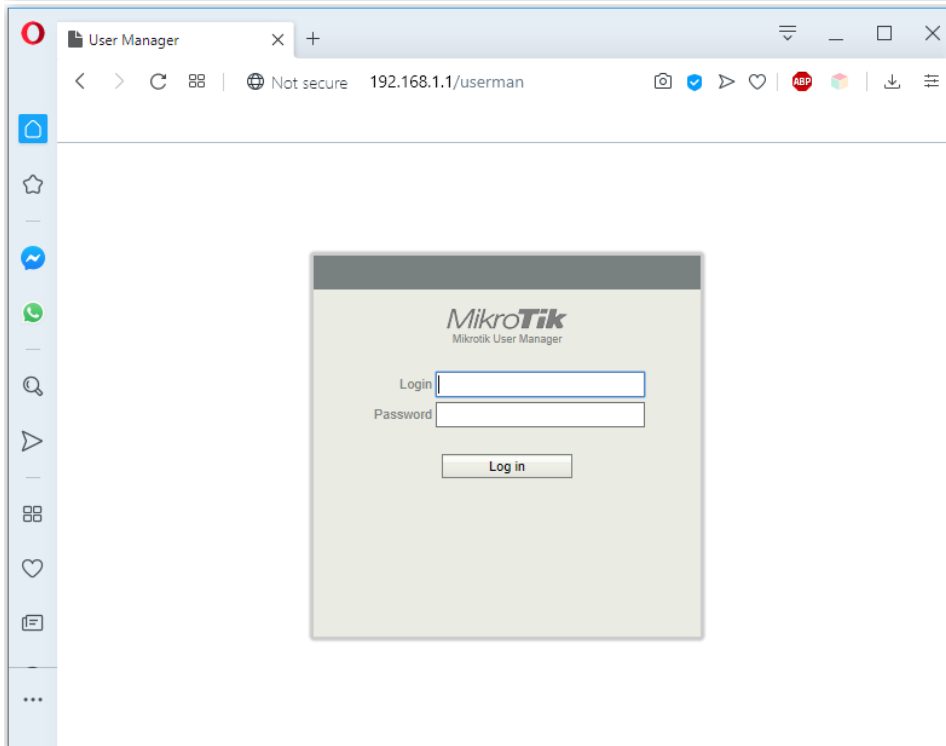 User Manager
Not secure 192.168.1.1/userman
ABP
MikroTik
Mikrotik User Manager
Login
Password
Log in